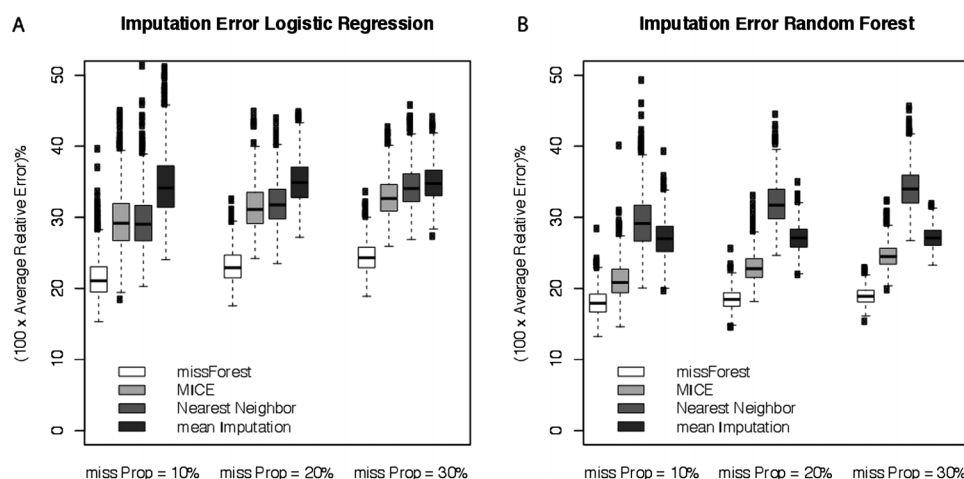 A
Imputation Error Logistic Regression
(100 x Average Relative Error)%
50
40
30
20
10
0
missForest
MICE
Nearest Neighbor
mean Imputation
miss Prop = 10%
miss Prop = 20%
miss Prop = 30%
B
Imputation Error Random Forest
(100 x Average Relative Error)%
50
40
30
20
10
0
missForest
MICE
Nearest Neighbor
mean Imputation
miss Prop = 10%
miss Prop = 20%
miss Prop = 30%